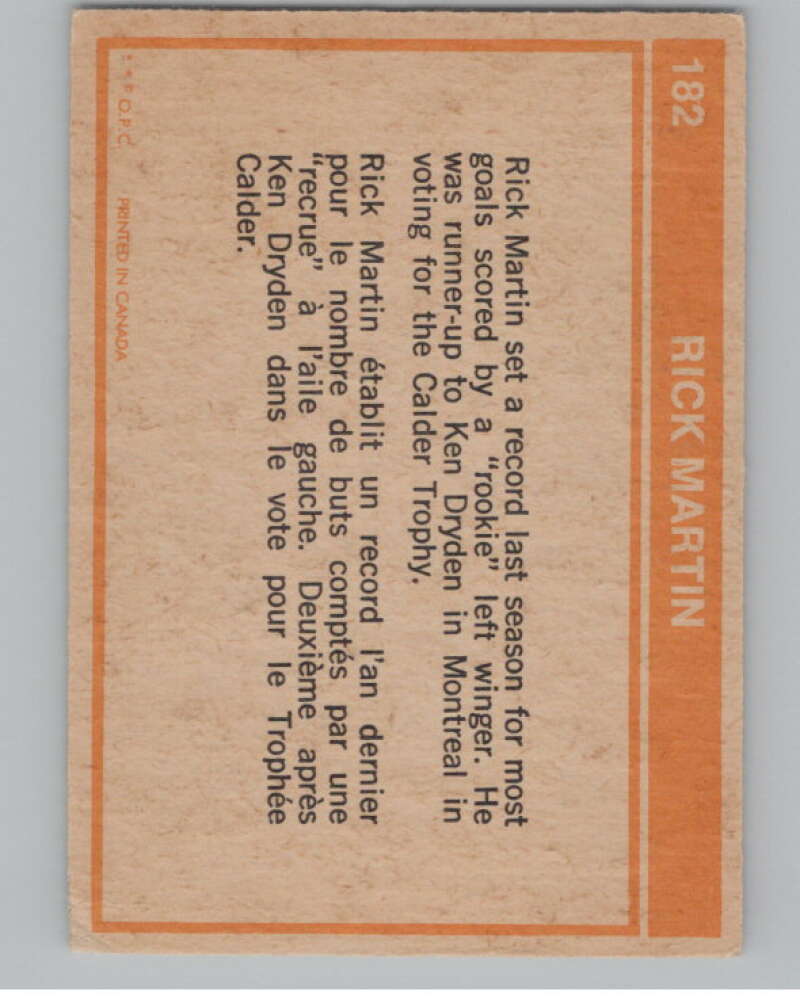 182 RICK MARTIN
Rick Martin set a record last season for most
goals scored by a “rookie” left winger. He
was runner-up to Ken Dryden in Montreal in
voting for the Calder Trophy.
Rick Martin établit un record l'an dernier
pour le nombre de buts comptés par une
“recrue” à l'aile gauche. Deuxième après
Ken Dryden dans le vote pour le Trophée
Calder.
O.P.C. PRINTED IN CANADA